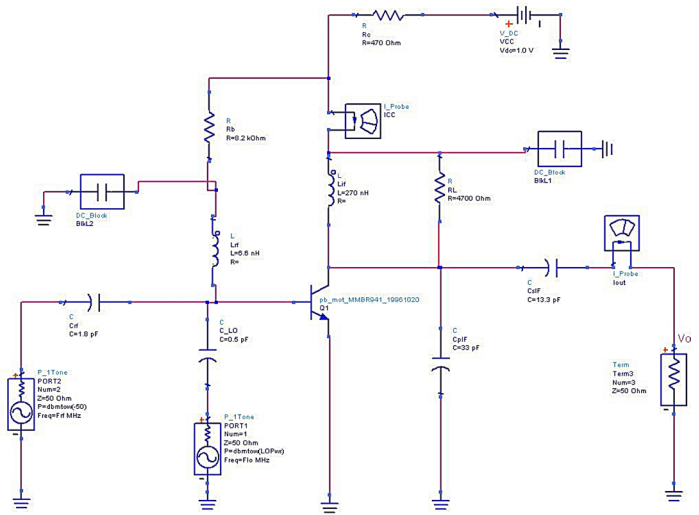 R
Rc
R=470 Ohm
V_DC
VCC
Vdc=1.0 V
R
Rb
R=8.2 kOhm
I_Probe
ICC
DC_Block
BlkL1
L
Lif
L=270 nH
R=
R
RL
R=4700 Ohm
DC_Block
BlkL2
L
Lrf
L=6.6 nH
R=
I_Probe
Iout
C
CsIF
C=13.3 pF
pb_mot_MMBR941_19961020
Q1
C
Crf
C=1.8 pF
C
C_LO
C=0.5 pF
C
CpIF
C=33 pF
Vo
P_1Tone
PORT2
Num=2
Z=50 Ohm
P=dbmtow(-50)
Freq=Frf MHz
Term
Term3
Num=3
Z=50 Ohm
P_1Tone
PORT1
Num=1
Z=50 Ohm
P=dbmtow(LOPwr)
Freq=Flo MHz